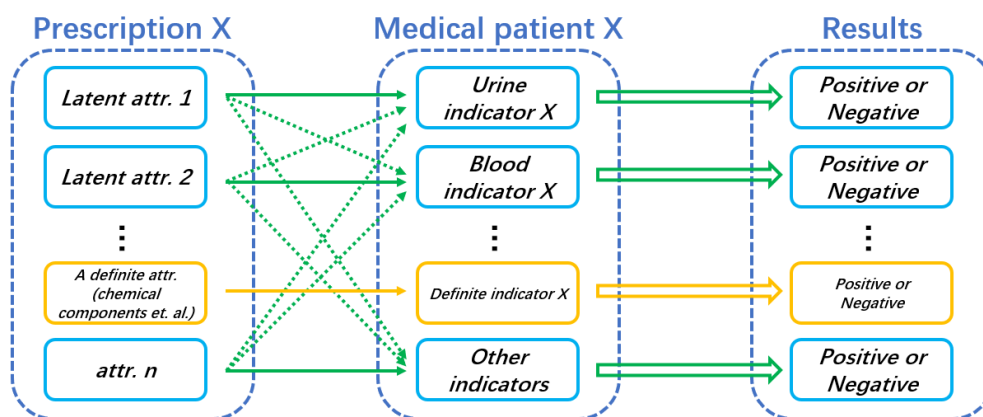 Prescription X
Medical patient X
Results
Latent attr. 1
Urine
indicator X
Positive or
Negative
Latent attr. 2
Blood
indicator X
Positive or
Negative
⋮
⋮
⋮
A definite attr.
(chemical
components et. al.)
Definite indicator X
Positive or
Negative
attr. n
Other
indicators
Positive or
Negative